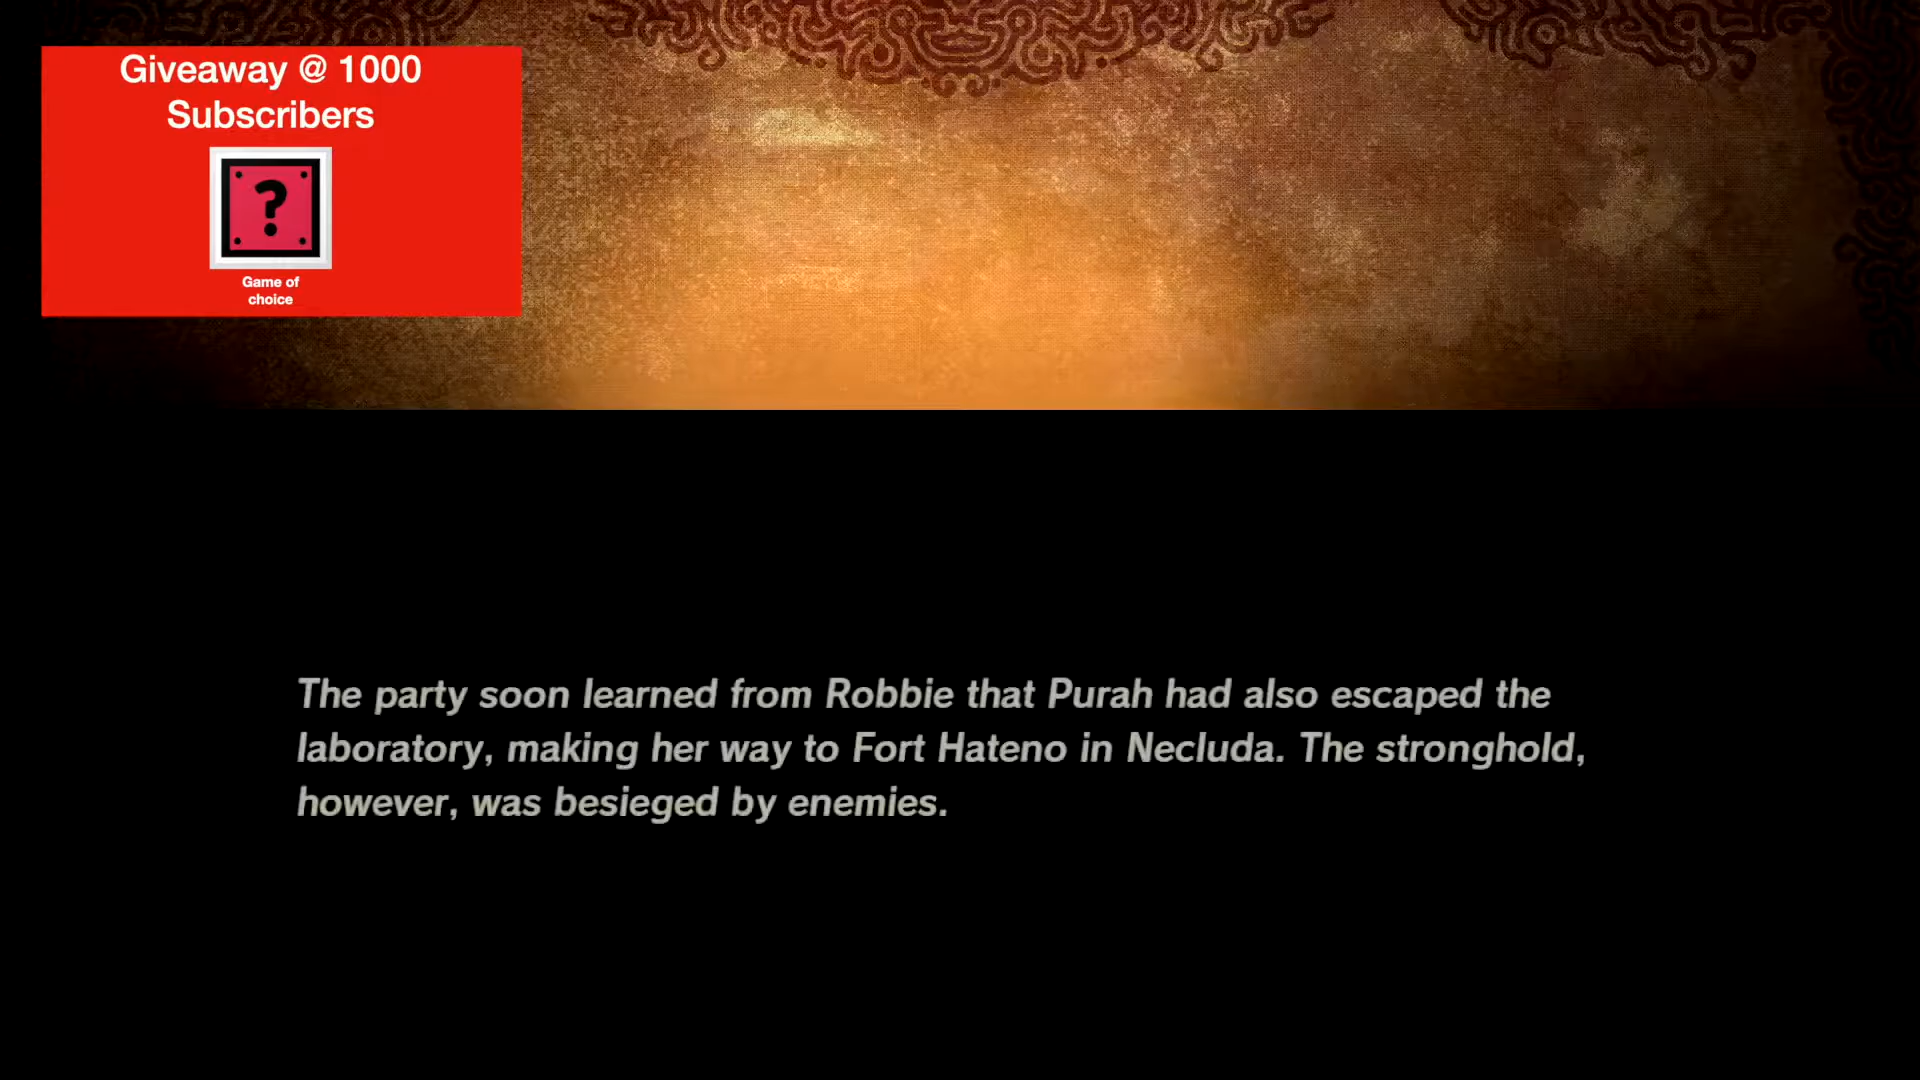 Giveaway @ 1000
Subscribers
?
Game of
choice
The party soon learned from Robbie that Purah had also escaped the
laboratory, making her way to Fort Hateno in Necluda. The stronghold,
however, was besieged by enemies.